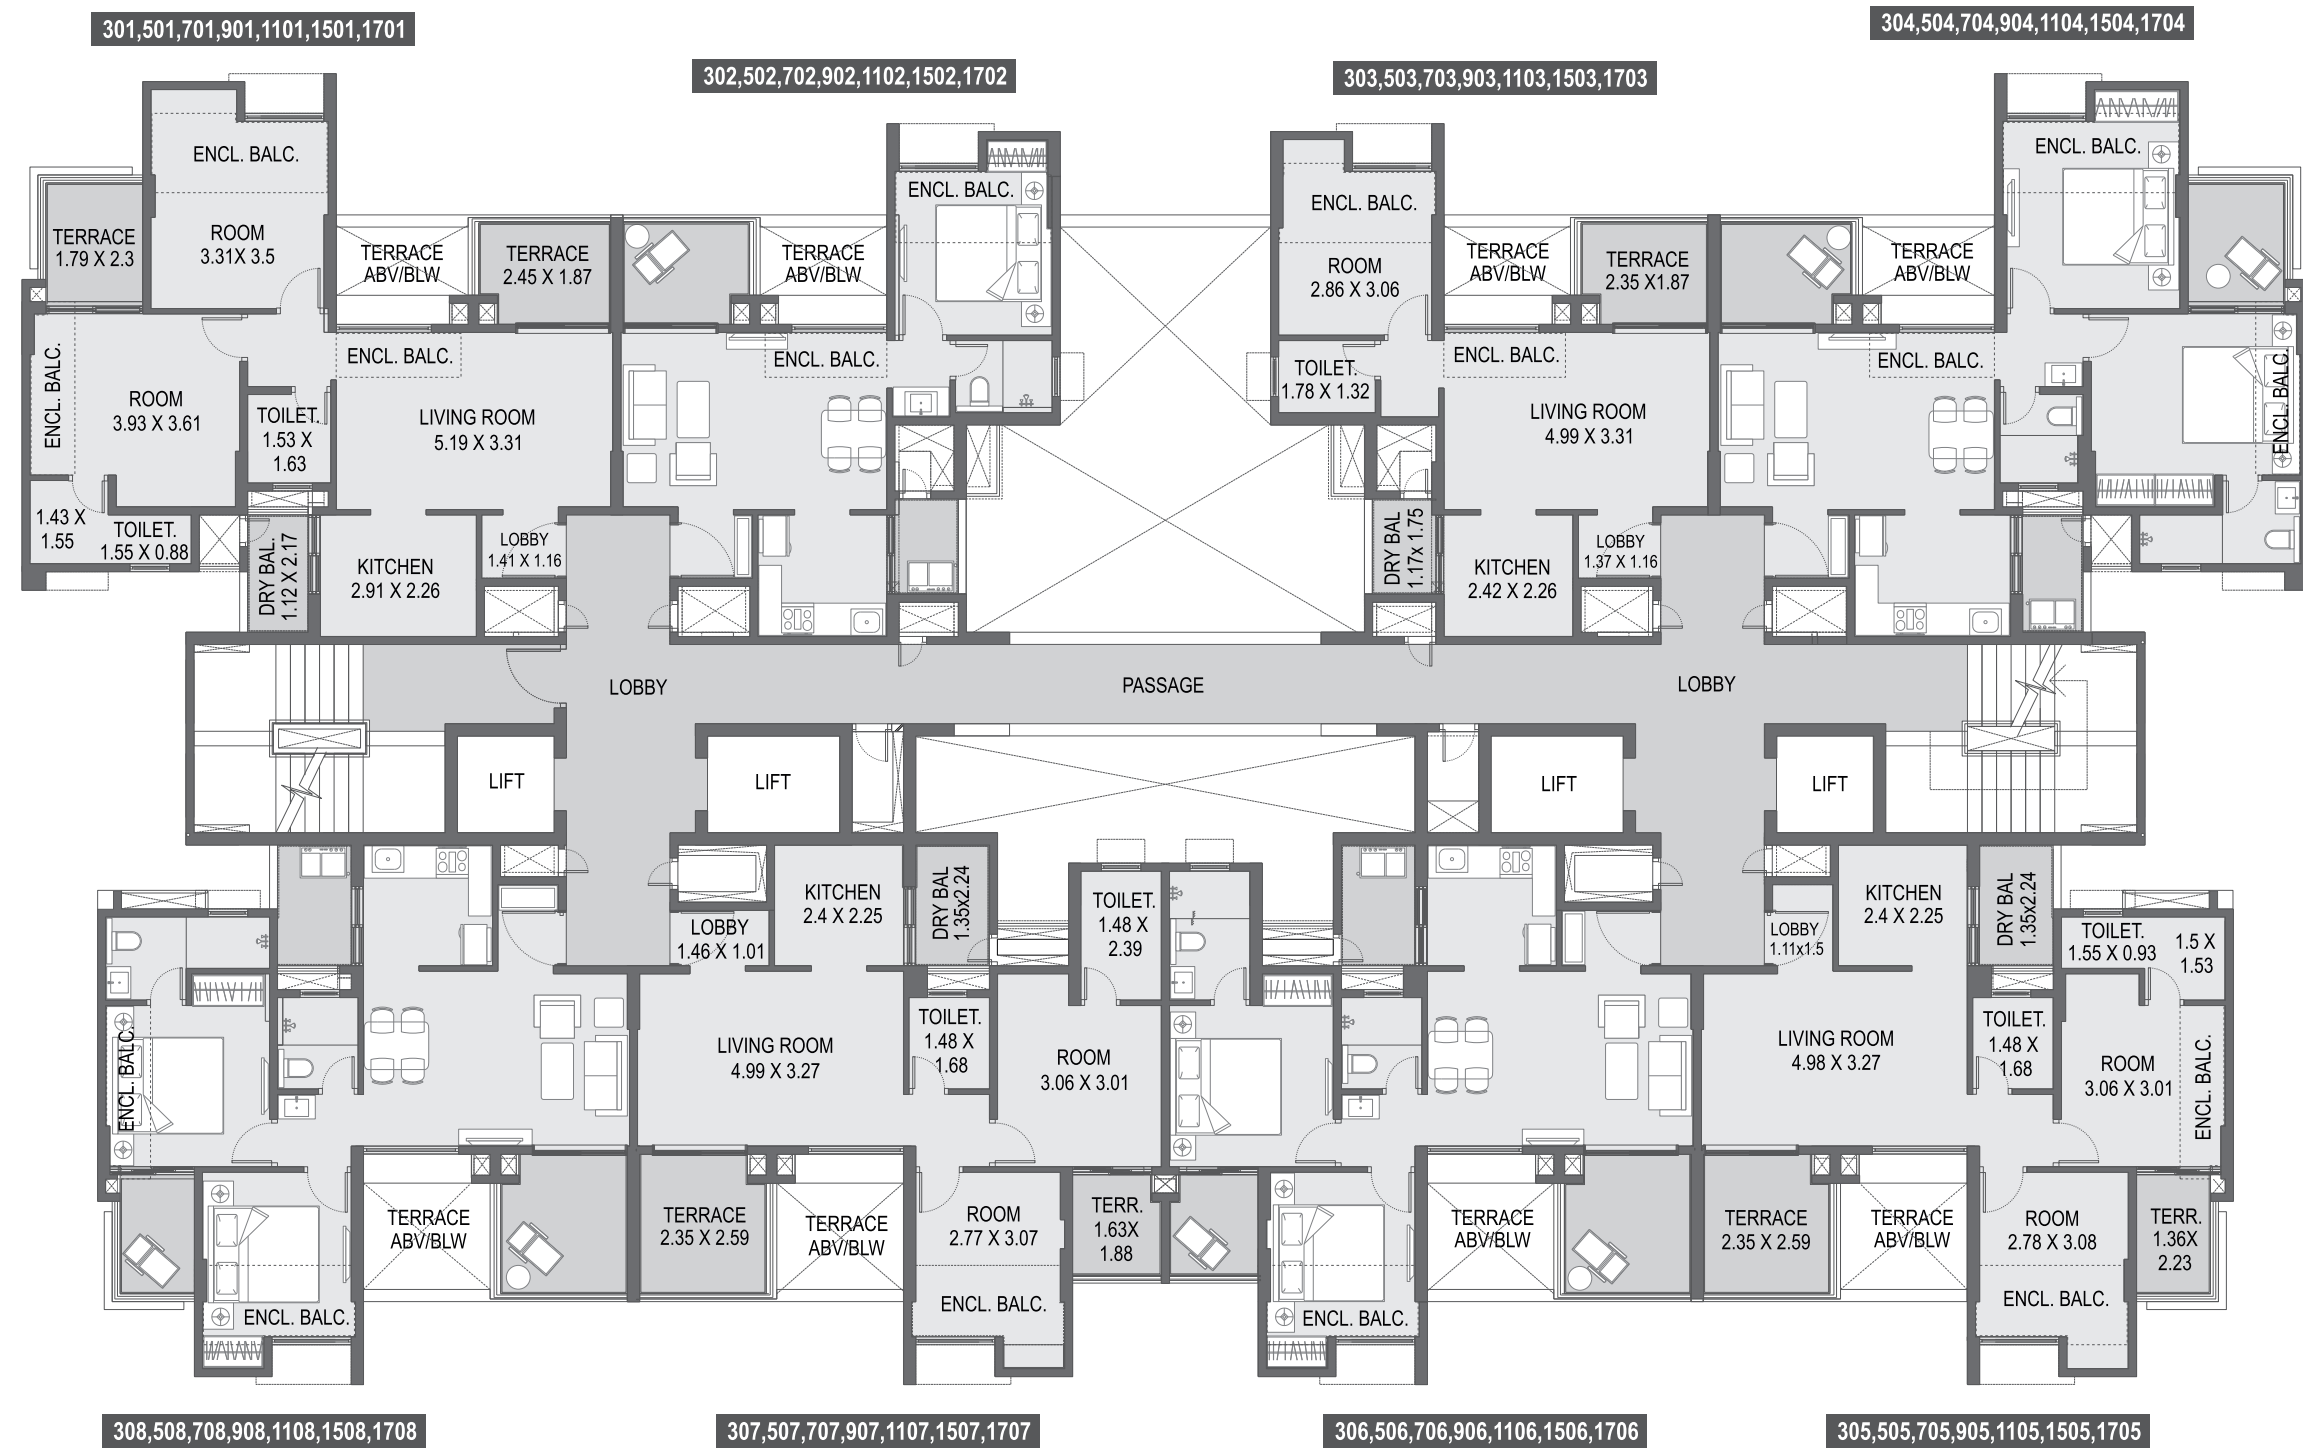 301,501,701,901,1101,1501,1701
304,504,704,904,1104,1504,1704
302,502,702,902,1102,1502,1702
303,503,703,903,1103,1503,1703
ENCL. BALC.
TERRACE
1.79 X 2.3
ROOM
3.31X 3.5
TERRACE
ABV/BLW
TERRACE
2.45 X 1.87
TERRACE
ABV/BLW
ENCL. BALC.
ENCL. BALC.
ROOM
3.93 X 3.61
ENCL. BALC.
TOILET.
1.53 X
1.63
LIVING ROOM
5.19 X 3.31
ENCL. BALC.
1.43 X
1.55
TOILET.
1.55 X 0.88
DRY BAL.
1.12 X 2.17
KITCHEN
2.91 X 2.26
LOBBY
1.41 X 1.16
ENCL. BALC.
ROOM
2.86 X 3.06
TERRACE
ABV/BLW
TERRACE
2.35 X1.87
TERRACE
ABV/BLW
ENCL. BALC.
TOILET.
1.78 X 1.32
ENCL. BALC.
LIVING ROOM
4.99 X 3.31
ENCL. BALC.
ENCL. BALC.
DRY BAL
1.17x 1.75
KITCHEN
2.42 X 2.26
LOBBY
1.37 X 1.16
LOBBY
PASSAGE
LOBBY
LIFT
LIFT
LIFT
LIFT
LOBBY
1.46 X 1.01
KITCHEN
2.4 X 2.25
DRY BAL
1.35x2.24
TOILET.
1.48 X
2.39
LOBBY
1.11x1.5
KITCHEN
2.4 X 2.25
DRY BAL
1.35x2.24
TOILET.
1.55 X 0.93
1.5 X
1.53
ENCL. BALC.
LIVING ROOM
4.99 X 3.27
TOILET.
1.48 X
1.68
ROOM
3.06 X 3.01
LIVING ROOM
4.98 X 3.27
TOILET.
1.48 X
1.68
ROOM
3.06 X 3.01
ENCL. BALC.
TERRACE
ABV/BLW
TERRACE
2.35 X 2.59
TERRACE
ABV/BLW
ROOM
2.77 X 3.07
TERR.
1.63X
1.88
TERRACE
ABV/BLW
TERRACE
2.35 X 2.59
TERRACE
ABV/BLW
ROOM
2.78 X 3.08
TERR.
1.36X
2.23
ENCL. BALC.
ENCL. BALC.
ENCL. BALC.
ENCL. BALC.
308,508,708,908,1108,1508,1708
307,507,707,907,1107,1507,1707
306,506,706,906,1106,1506,1706
305,505,705,905,1105,1505,1705